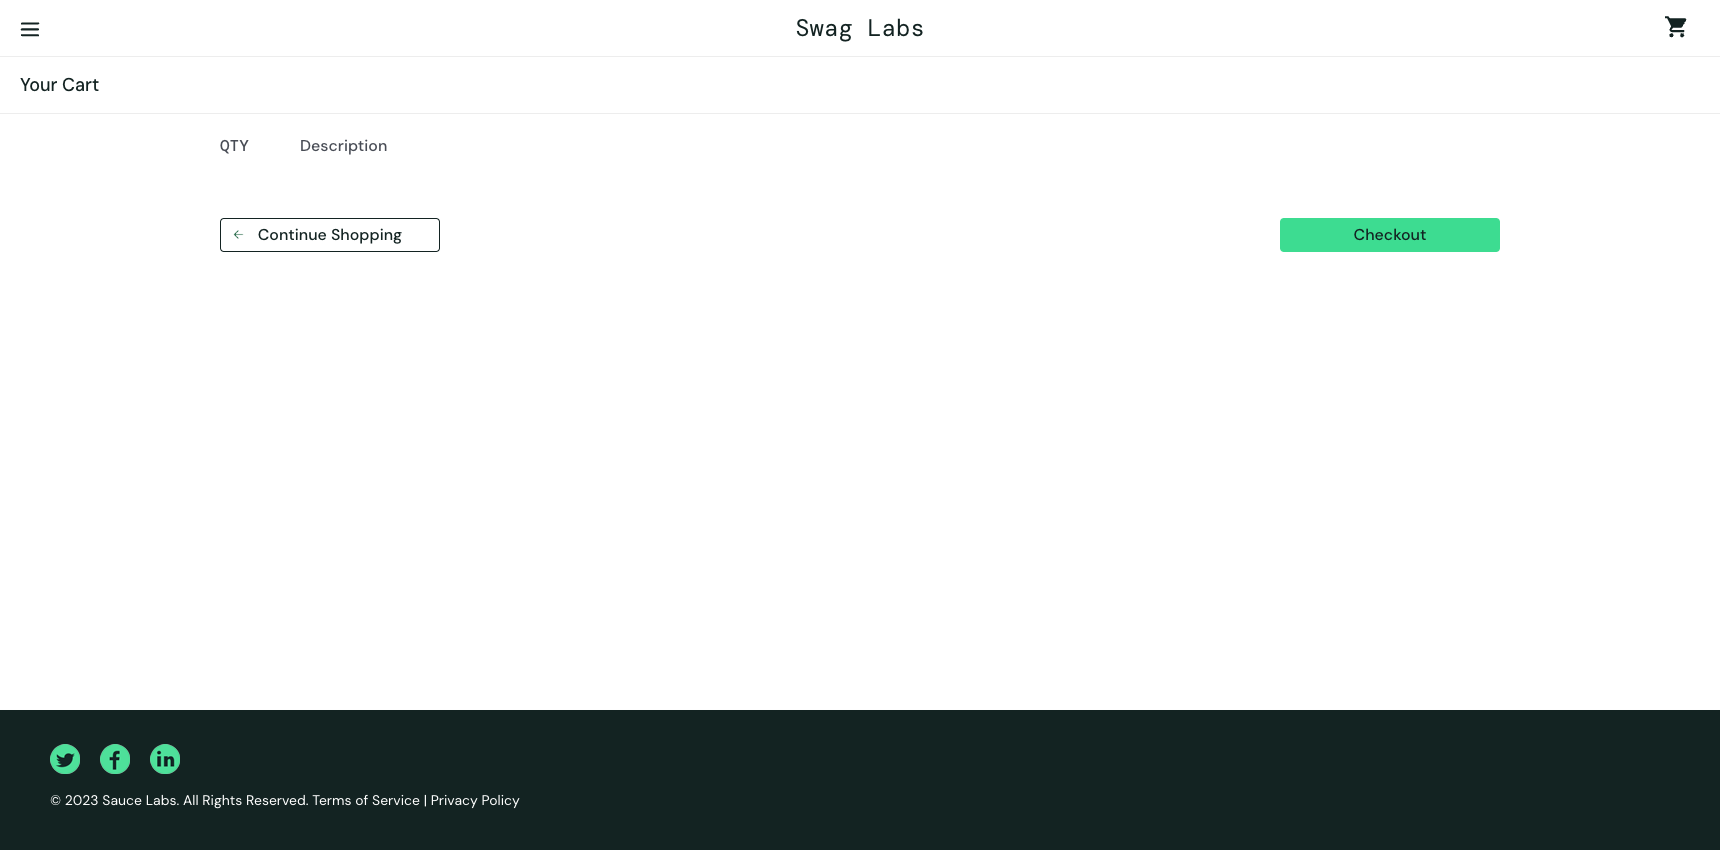 Swag Labs
Your Cart
QTY Description
Continue Shopping Checkout
© 2023 Sauce Labs. All Rights Reserved. Terms of Service | Privacy Policy